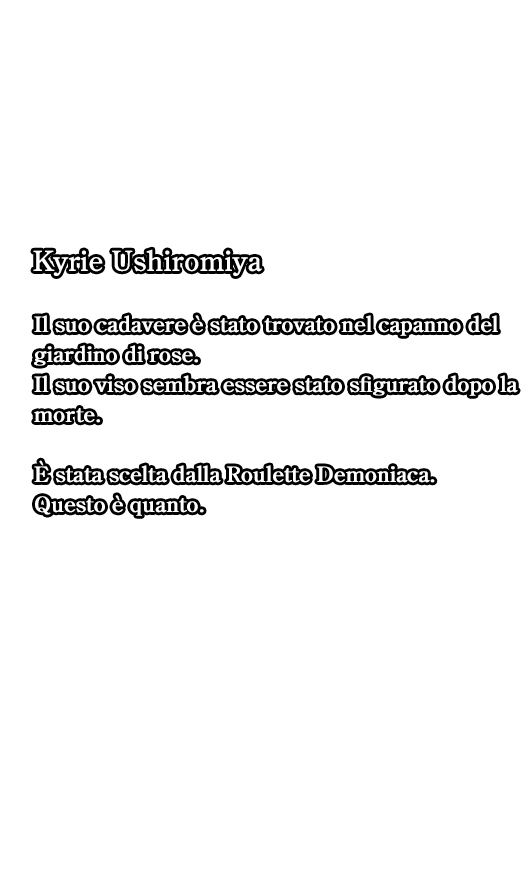 Kyrie Ushiromiya
Il suo cadavere è stato trovato nel capanno del
giardino di rose.
Il suo viso sembra essere stato sfigurato dopo la
morte.
È stata scelta dalla Roulette Demoniaca.
Questo è quanto.